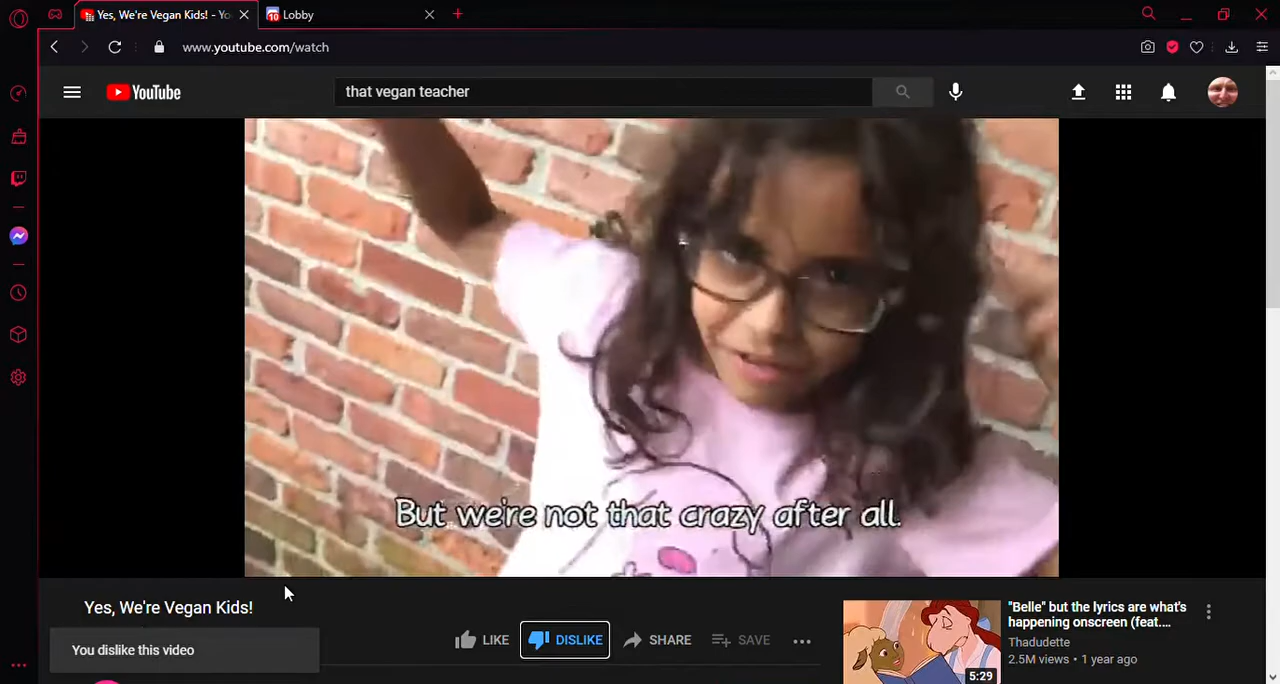 Yes, We're Vegan Kids! - Yo
10
Lobby
www.youtube.com/watch
YouTube
that vegan teacher
But we're not that crazy after all.
Yes, We're Vegan Kids!
You dislike this video
LIKE
DISLIKE
SHARE
SAVE
"Belle" but the lyrics are what's
happening onscreen (feat....
Thadudette
2.5M views • 1 year ago
5:29